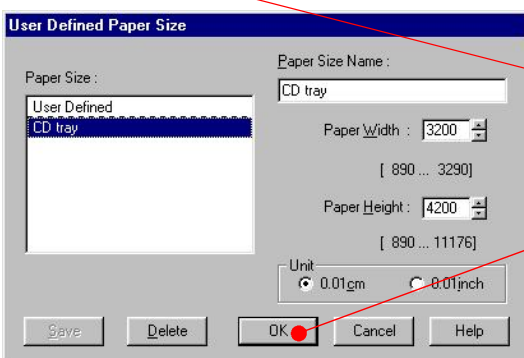 User Defined Paper Size
Paper Size :
User Defined
CD tray
Paper Size Name :
CD tray
Paper Width : 3200
[ 890 ... 3290]
Paper Height : 4200
[ 890 ... 11176]
Unit
0.01cm 0.01inch
Save Delete OK Cancel Help